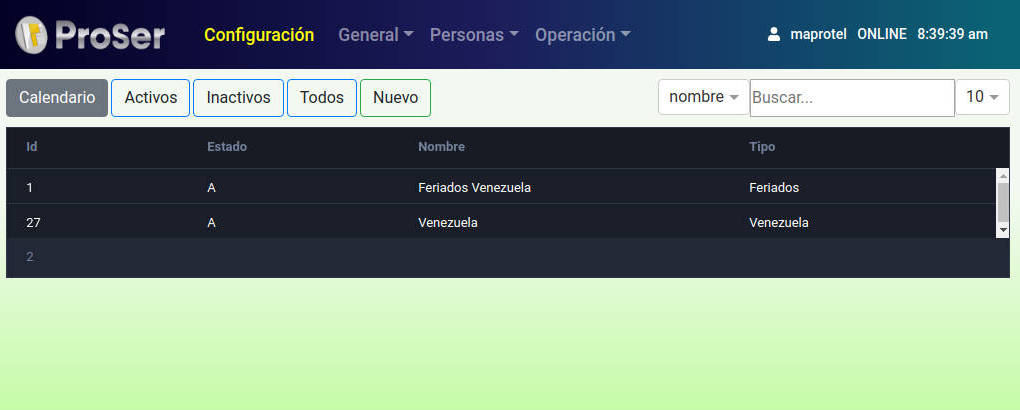 ProSer Configuración General Personas Operación maprotel ONLINE 8:39:39 am
Calendario Activos Inactivos Todos Nuevo nombre Buscar... 10
Id Estado Nombre Tipo
1 A Feriados Venezuela Feriados
27 A Venezuela Venezuela
2